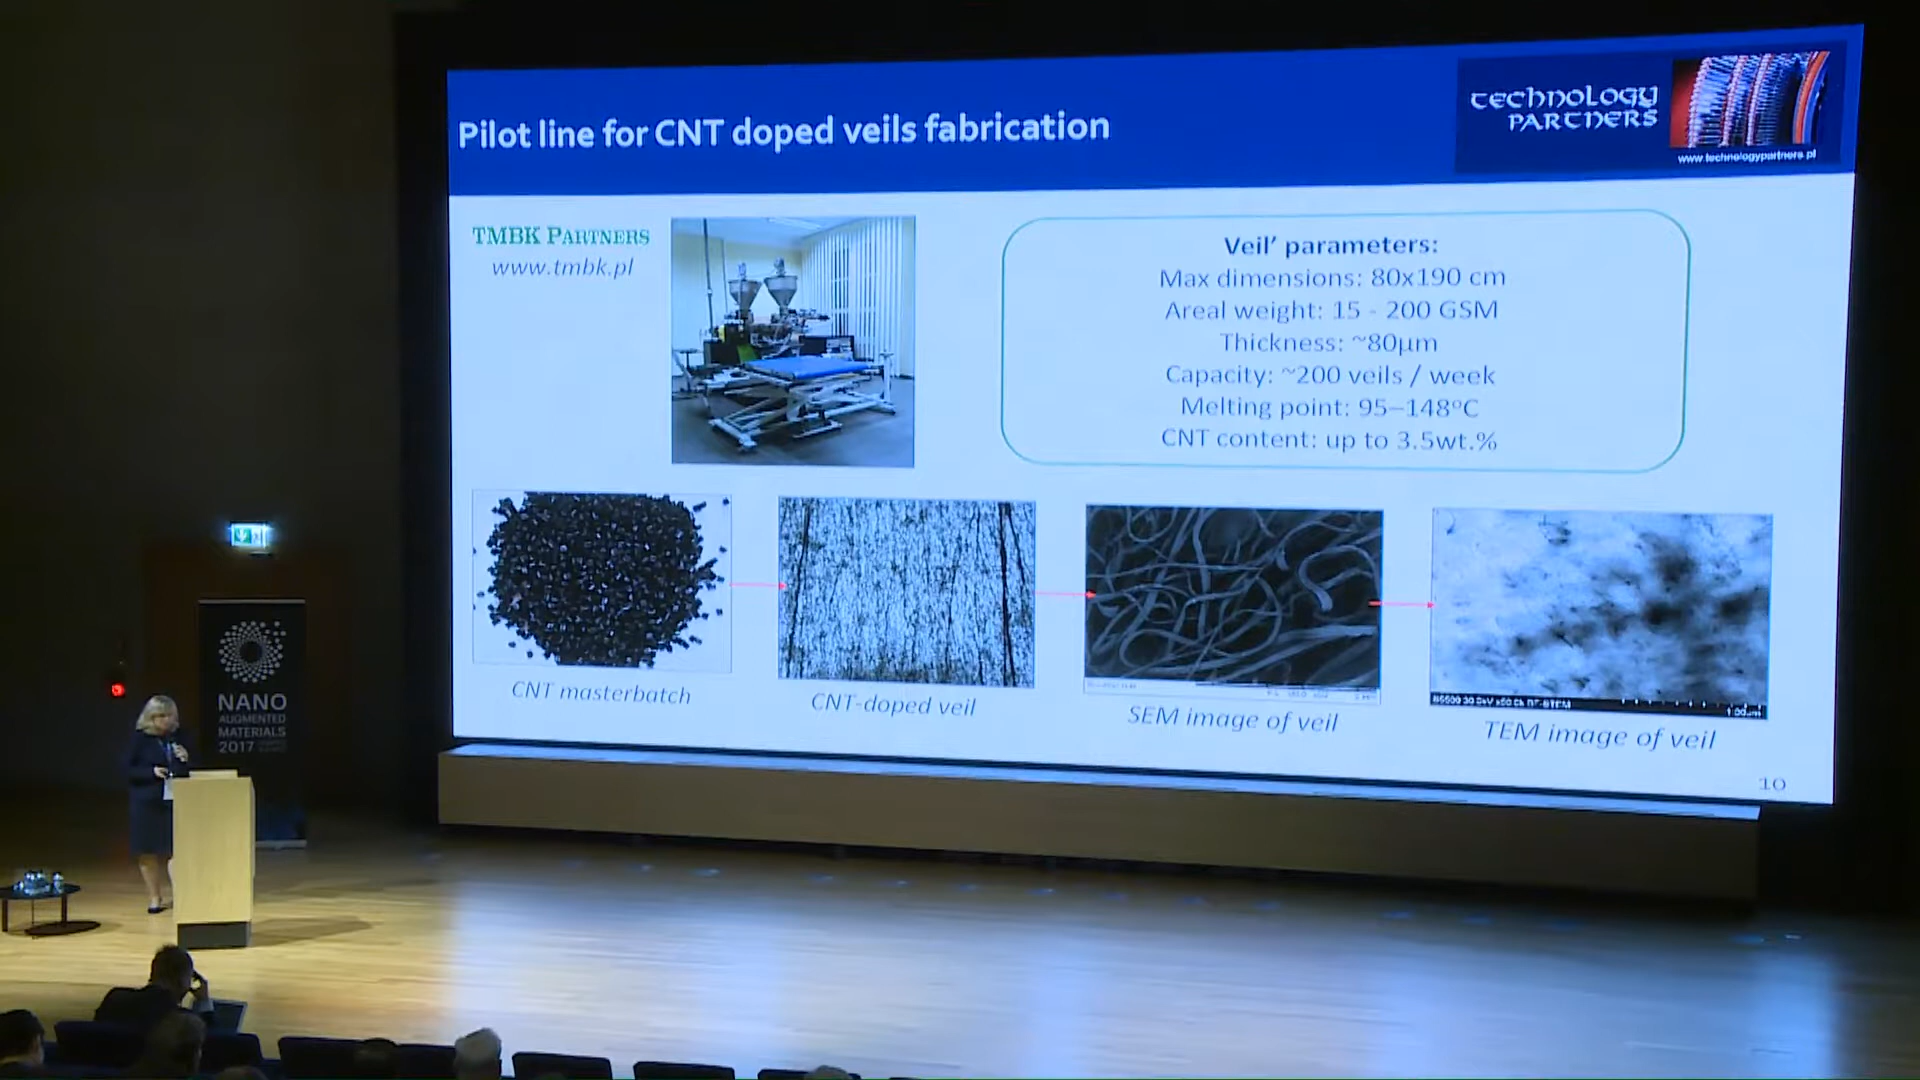 Pilot line for CNT doped veils fabrication
TECHNOLOGY
PARTNERS
www.technologypartners.pl
TMBK PARTNERS
www.tmbk.pl
Veil’ parameters:
Max dimensions: 80x190 cm
Areal weight: 15 - 200 GSM
Thickness: ~80µm
Capacity: ~200 veils / week
Melting point: 95–148°C
CNT content: up to 3.5wt.%
CNT masterbatch
CNT-doped veil
SEM image of veil
TEM image of veil
1.00um
10
NANO
AUGMENTED
MATERIALS
2017